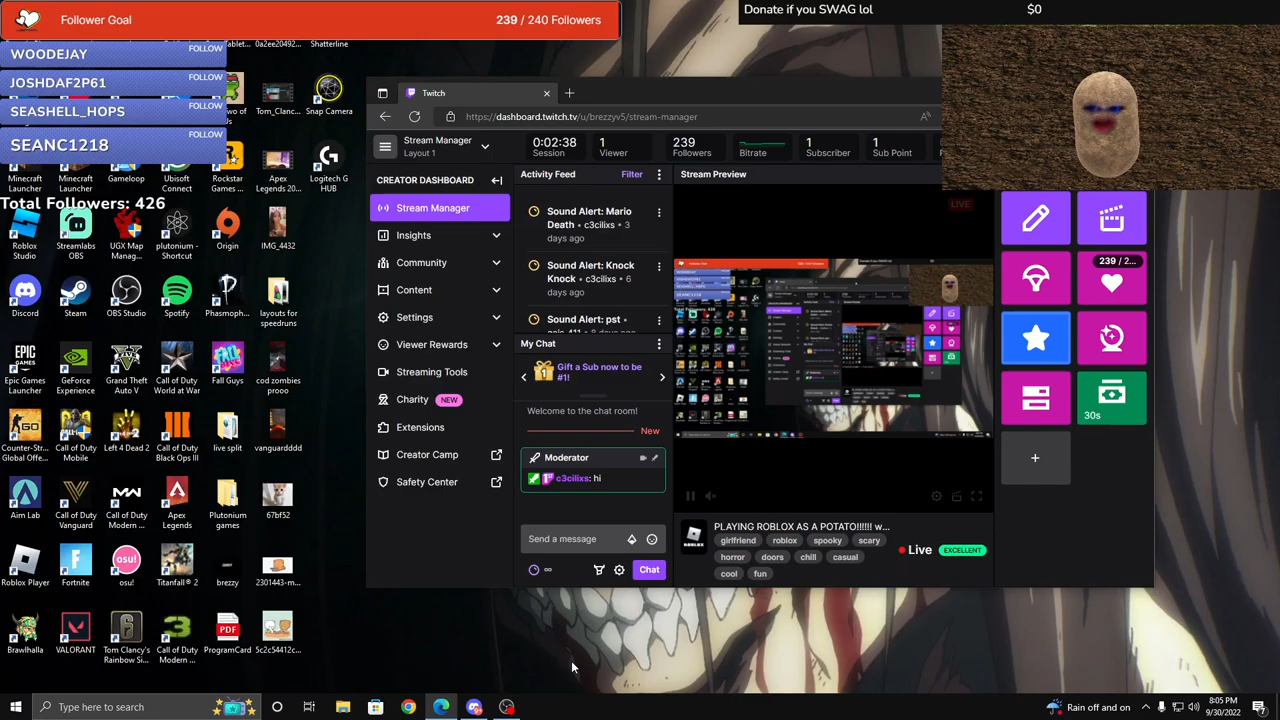 Follower Goal
239 / 240 Followers
Donate if you SWAG lol
$0
WOODEJAY
FOLLOW
JOSHDAF2P61
FOLLOW
SEASHELL_HOPS
FOLLOW
SEANC1218
FOLLOW
Total Followers: 426
0a2ee20492...
Shatterline
Tom_Clanc...
Snap Camera
Minecraft Launcher
Minecraft Launcher
Gameloop
Ubisoft Connect
Rockstar Games ...
Apex Legends 20...
Logitech G HUB
Roblox Studio
Streamlabs OBS
UGX Map Manag...
plutonium - Shortcut
Origin
IMG_4432
Discord
Steam
OBS Studio
Spotify
Phasmoph...
layouts for speedruns
Epic Games Launcher
GeForce Experience
Grand Theft Auto V
Call of Duty World at War
Fall Guys
cod zombies prooo
Counter-Str... Global Offe...
Call of Duty Mobile
Left 4 Dead 2
Call of Duty Black Ops III
live split
vanguardddd
Aim Lab
Call of Duty Vanguard
Call of Duty Modern ...
Apex Legends
Plutonium games
67bf52
Roblox Player
Fortnite
osu!
Titanfall® 2
brezzy
2301443-m...
Brawlhalla
VALORANT
Tom Clancy's Rainbow Si...
Call of Duty Modern ...
ProgramCard
5c2c54412c...
Twitch
https://dashboard.twitch.tv/u/brezzyv5/stream-manager
Stream Manager
Layout 1
0:02:38
Session
1
Viewer
239
Followers
Bitrate
1
Subscriber
1
Sub Point
CREATOR DASHBOARD
Stream Manager
Insights
Community
Content
Settings
Viewer Rewards
Streaming Tools
Charity NEW
Extensions
Creator Camp
Safety Center
Activity Feed
Filter
Sound Alert: Mario
Death • c3cilixs • 3
days ago
Sound Alert: Knock
Knock • c3cilixs • 6
days ago
My Chat
Gift a Sub now to be
#1!
Welcome to the chat room!
New
Moderator
c3cilixs: hi
Send a message
Chat
Stream Preview
LIVE
PLAYING ROBLOX AS A POTATO!!!!!! w...
girlfriend roblox spooky scary
horror doors chill casual
cool fun
Live EXCELLENT
239 / 2...
30s
+
Type here to search
Rain off and on
8:05 PM
9/30/2022
7